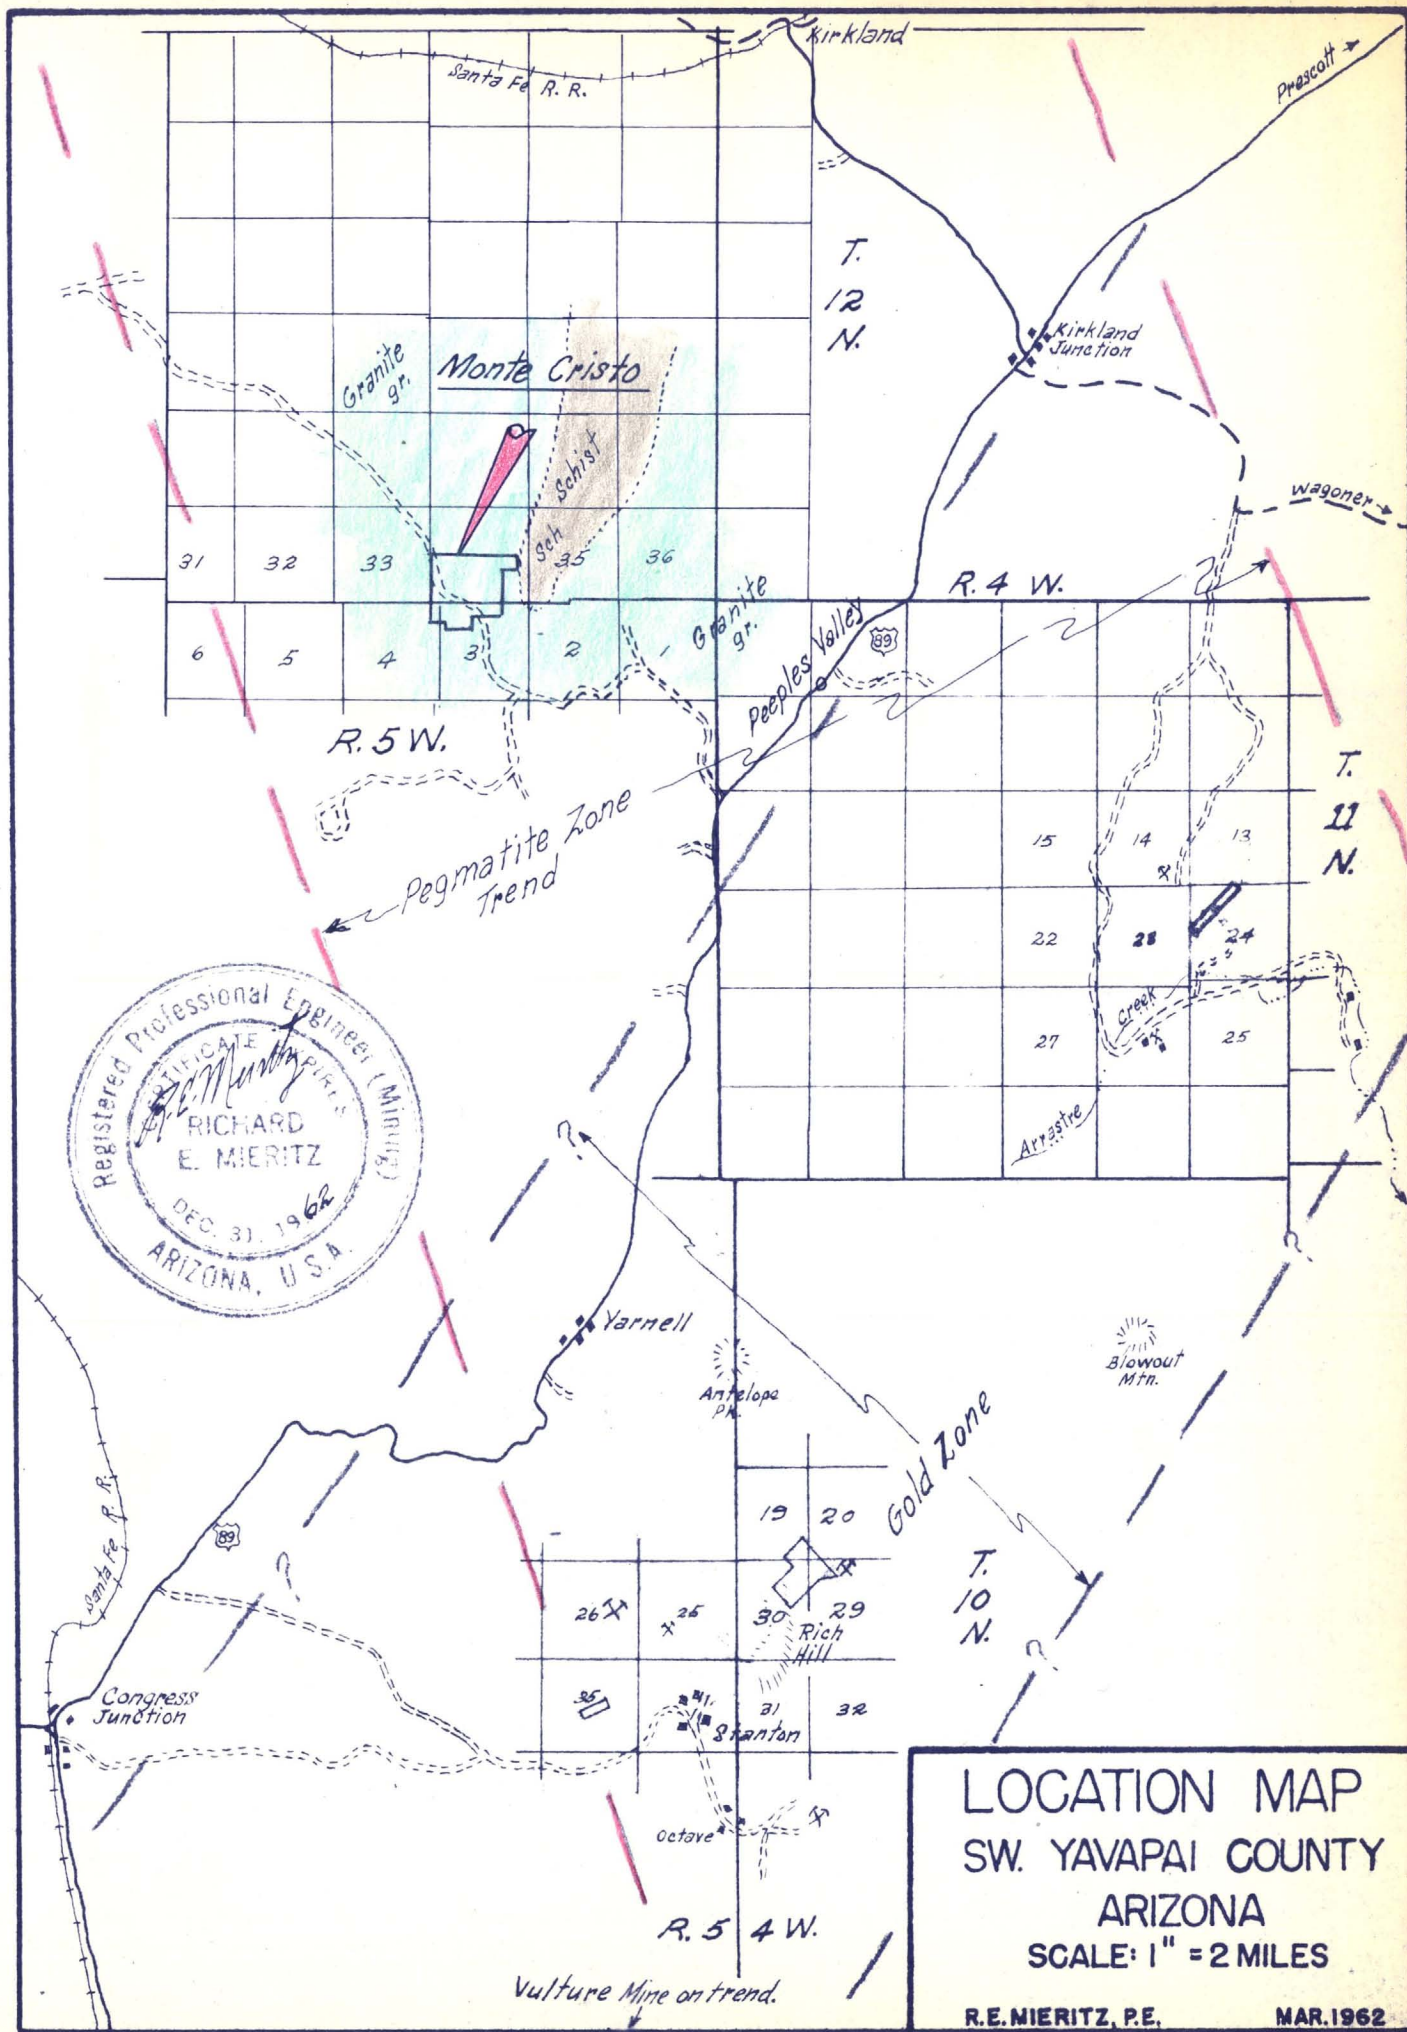 Kirkland
Santa Fe R. R.
Prescott
T.
12
N.
Kirkland
Junction
Granite
gr.
Monte Cristo
Schist
Sch
Wagoner
31 32 33 35 36
R. 4 W.
6 5 4 3 2 1
Granite
gr.
Peeples Valley
89
R. 5 W.
T.
11
N.
Pegmatite Zone
Trend
15 14 13
22 23 24
Creek
27 25
Arrastre
Registered Professional Engineer (Mining)
CERTIFICATE EXPIRES
R.E. Mieritz
RICHARD
E. MIERITZ
DEC. 31, 1962
ARIZONA, U.S.A.
?
?
Yarnell
Antelope
PK.
Blowout
Mtn.
Gold Zone
Santa Fe R. R.
89
?
19 20
T.
10
N.
26 25 30 29
Rich
Hill
?
Congress
Junction
35 31 32
Stanton
Octave
R. 5 4 W.
Vulture Mine on trend.
LOCATION MAP
SW. YAVAPAI COUNTY
ARIZONA
SCALE: 1" = 2 MILES
R.E. MIERITZ, P.E. MAR. 1962